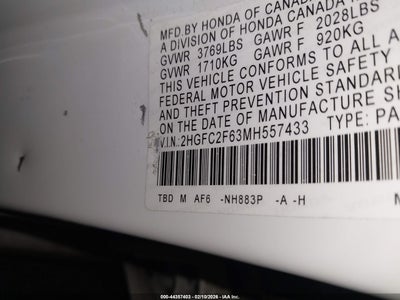 MFD.BY HONDA OF CANADA
A DIVISION OF HONDA CANADA
GVWR 3769LBS GAWR F 2028LBS
GVWR 1710KG GAWR F 920KG
THIS VEHICLE CONFORMS TO ALL A
FEDERAL MOTOR VEHICLE SAFETY
AND THEFT PREVENTION STANDARD
ON THE DATE OF MANUFACTURE SH
V.I.N.: 2HGFC2F63MH557433 TYPE: PA
TBD M AF6 -NH883P -A -H
000-44357403 - 02/10/2026 - IAA Inc.